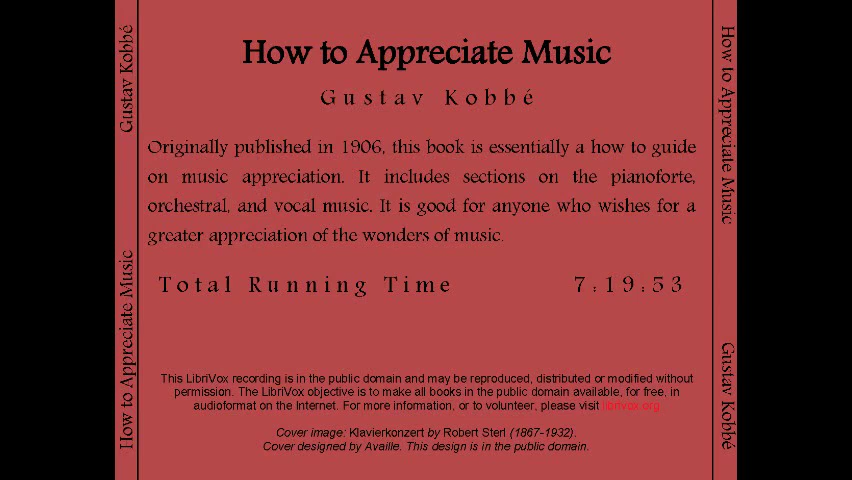 How to Appreciate Music
Gustav Kobbé
Originally published in 1906, this book is essentially a how to guide
on music appreciation. It includes sections on the pianoforte,
orchestral, and vocal music. It is good for anyone who wishes for a
greater appreciation of the wonders of music.
Total Running Time 7:19:53
This LibriVox recording is in the public domain and may be reproduced, distributed or modified without
permission. The LibriVox objective is to make all books in the public domain available, for free, in
audioformat on the Internet. For more information, or to volunteer, please visit librivox.org
Cover image: Klavierkonzert by Robert Sterl (1867-1932).
Cover designed by Availle. This design is in the public domain.
How to Appreciate Music Gustav Kobbé
How to Appreciate Music Gustav Kobbé